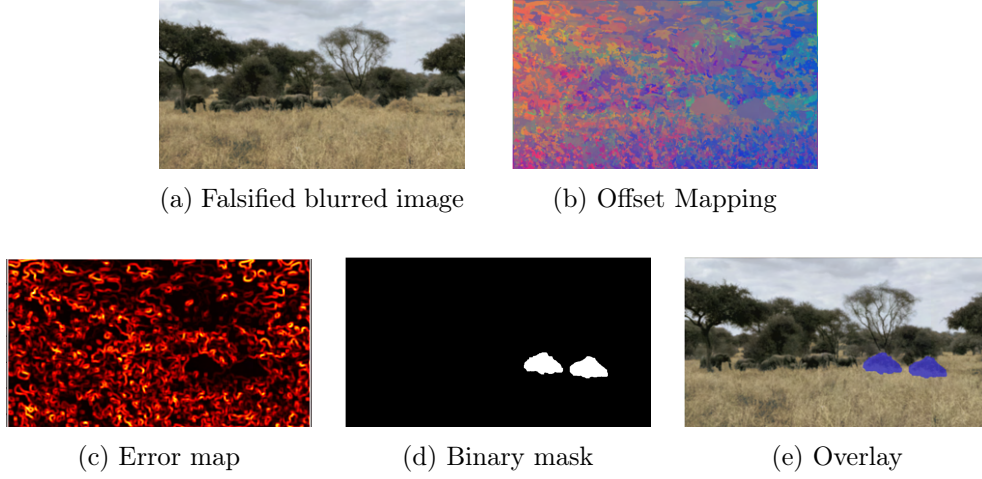 (a) Falsified blurred image
(b) Offset Mapping
(c) Error map
(d) Binary mask
(e) Overlay